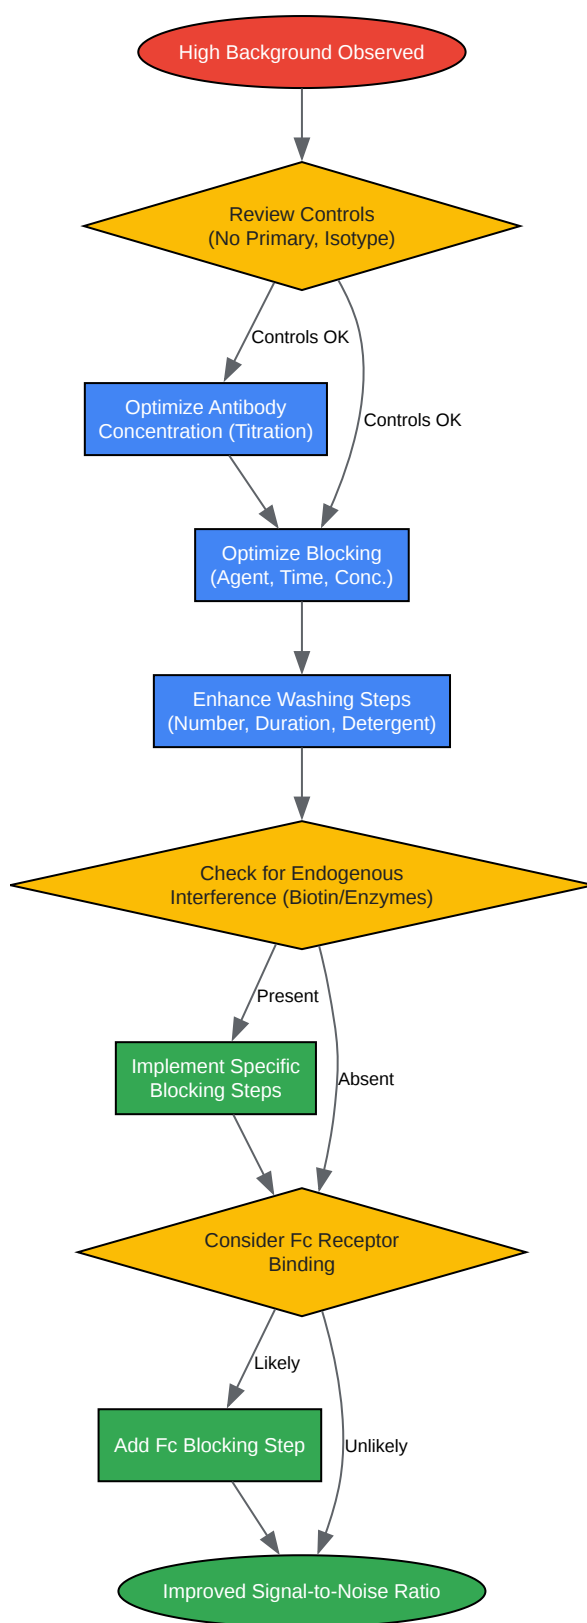 High Background Observed
Review Controls
(No Primary, Isotype)
Controls OK
Optimize Antibody
Concentration (Titration)
Controls OK
Optimize Blocking
(Agent, Time, Conc.)
Enhance Washing Steps
(Number, Duration, Detergent)
Check for Endogenous
Interference (Biotin/Enzymes)
Present
Implement Specific
Blocking Steps
Absent
Consider Fc Receptor
Binding
Likely
Add Fc Blocking Step
Unlikely
Improved Signal-to-Noise Ratio